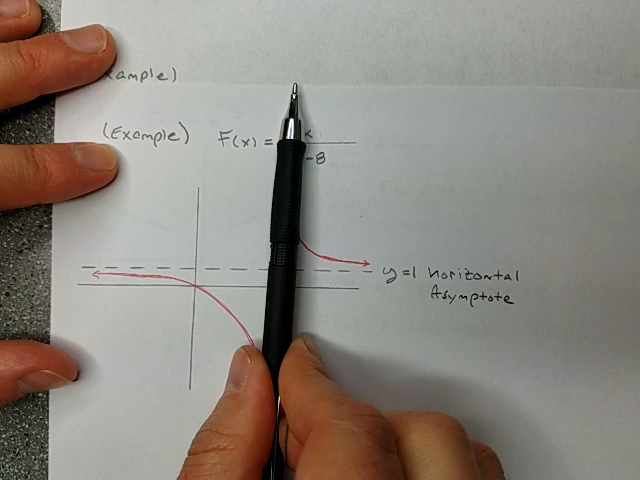 xample)
(Example) F(x) = x
-8
y=1 horizontal
Asymptote